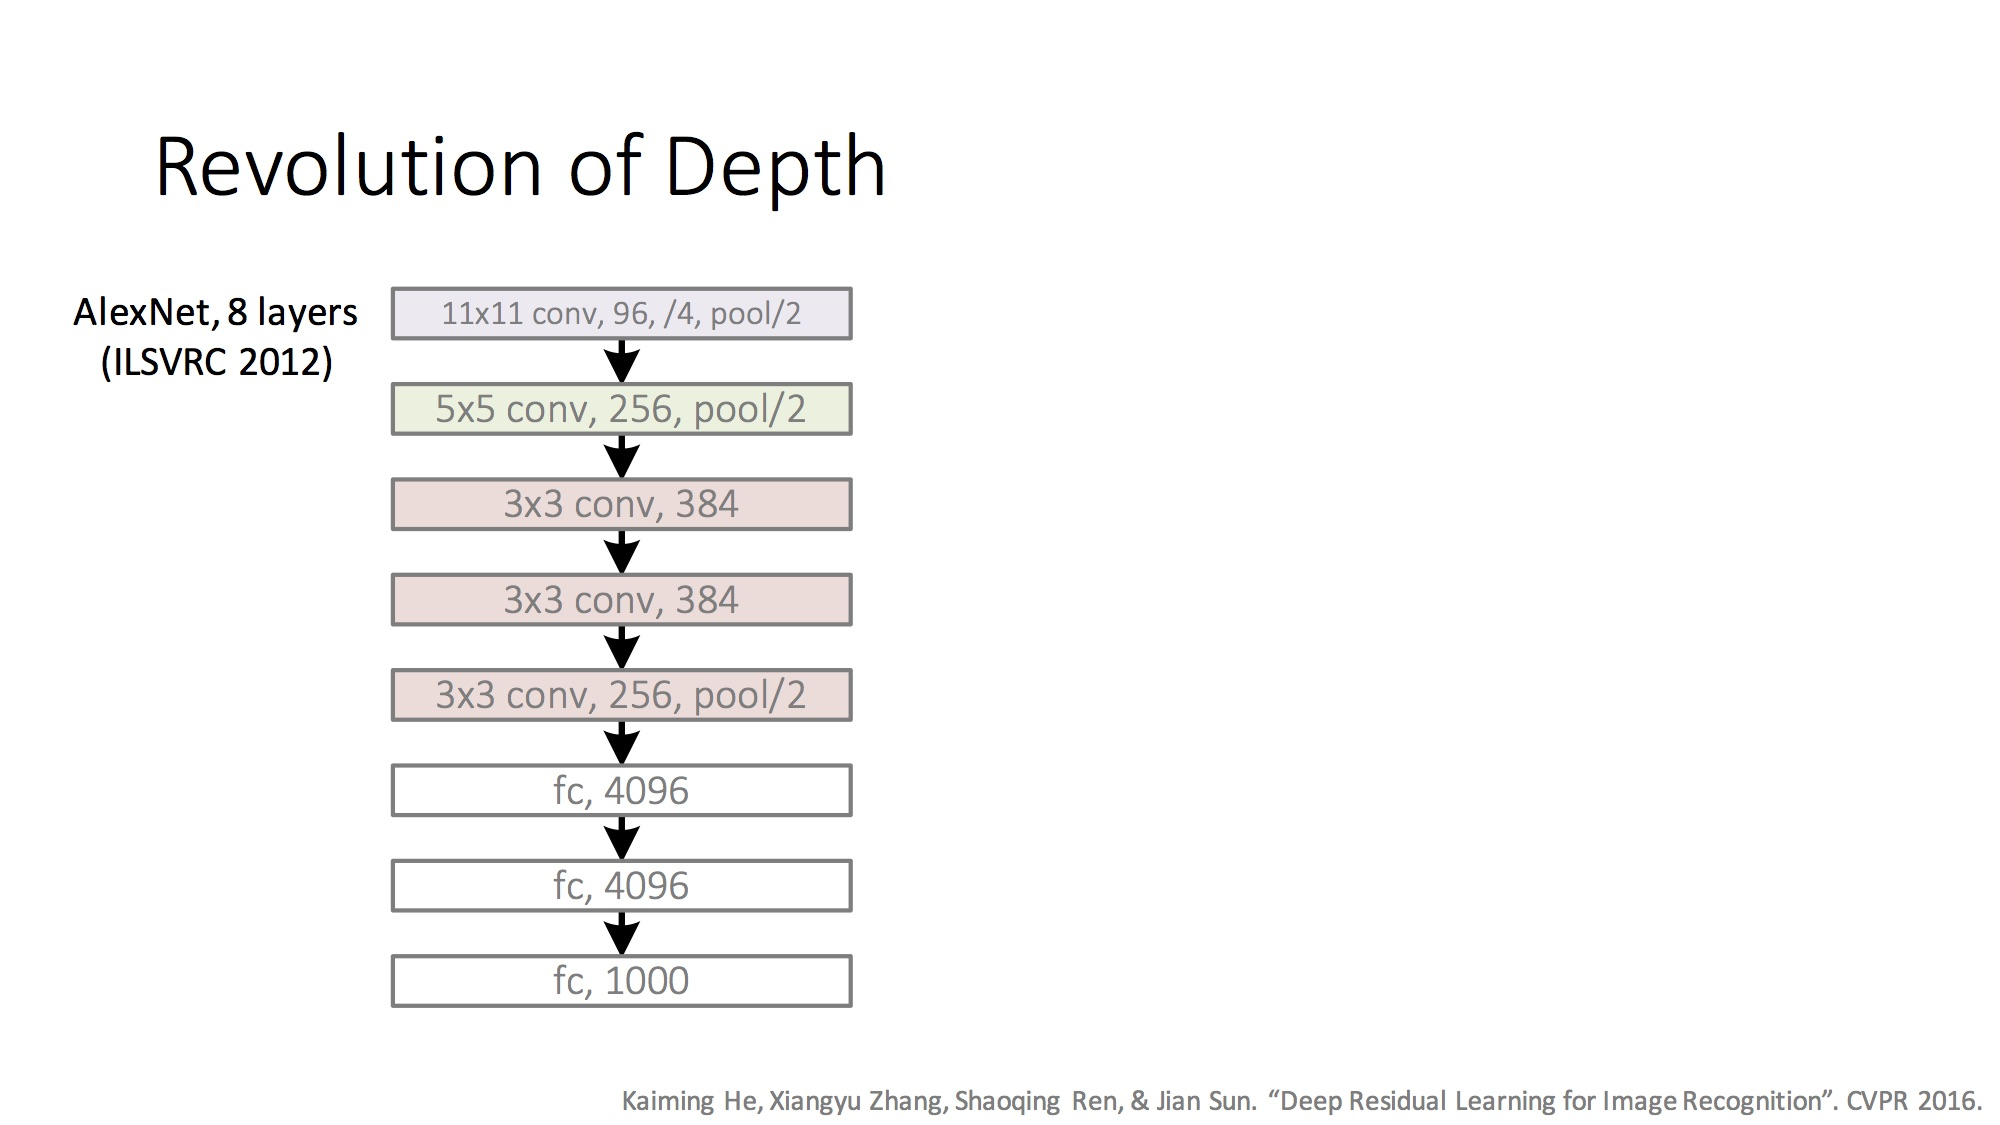 Revolution of Depth
AlexNet, 8 layers
(ILSVRC 2012)
11x11 conv, 96, /4, pool/2
5x5 conv, 256, pool/2
3x3 conv, 384
3x3 conv, 384
3x3 conv, 256, pool/2
fc, 4096
fc, 4096
fc, 1000
Kaiming He, Xiangyu Zhang, Shaoqing Ren, & Jian Sun. “Deep Residual Learning for Image Recognition”. CVPR 2016.